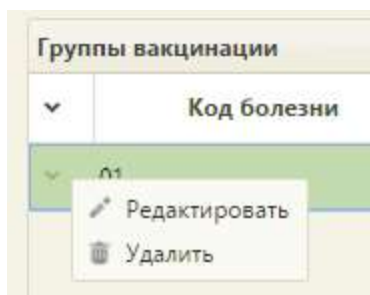 Группы вакцинации
Код болезни
01
Редактировать
Удалить